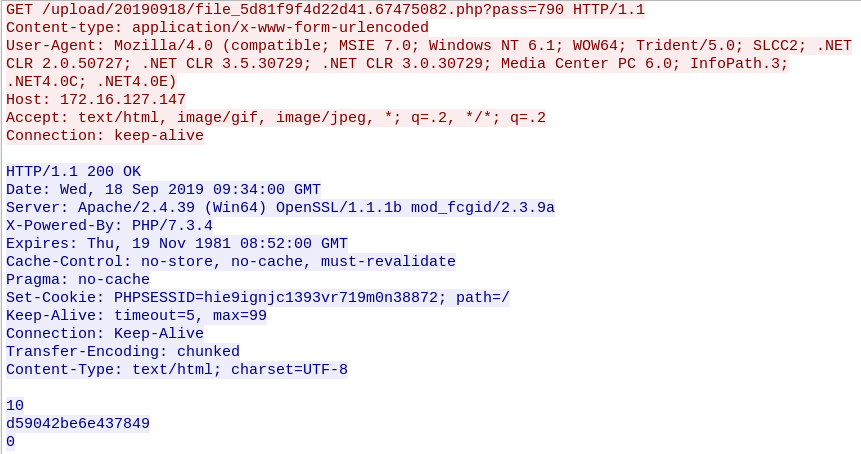 GET /upload/20190918/file_5d81f9f4d22d41.67475082.php?pass=790 HTTP/1.1
Content-type: application/x-www-form-urlencoded
User-Agent: Mozilla/4.0 (compatible; MSIE 7.0; Windows NT 6.1; WOW64; Trident/5.0; SLCC2; .NET
CLR 2.0.50727; .NET CLR 3.5.30729; .NET CLR 3.0.30729; Media Center PC 6.0; InfoPath.3;
.NET4.0C; .NET4.0E)
Host: 172.16.127.147
Accept: text/html, image/gif, image/jpeg, *; q=.2, */*; q=.2
Connection: keep-alive
HTTP/1.1 200 OK
Date: Wed, 18 Sep 2019 09:34:00 GMT
Server: Apache/2.4.39 (Win64) OpenSSL/1.1.1b mod_fcgid/2.3.9a
X-Powered-By: PHP/7.3.4
Expires: Thu, 19 Nov 1981 08:52:00 GMT
Cache-Control: no-store, no-cache, must-revalidate
Pragma: no-cache
Set-Cookie: PHPSESSID=hie9ignjc1393vr719m0n38872; path=/
Keep-Alive: timeout=5, max=99
Connection: Keep-Alive
Transfer-Encoding: chunked
Content-Type: text/html; charset=UTF-8
10
d59042be6e437849
0